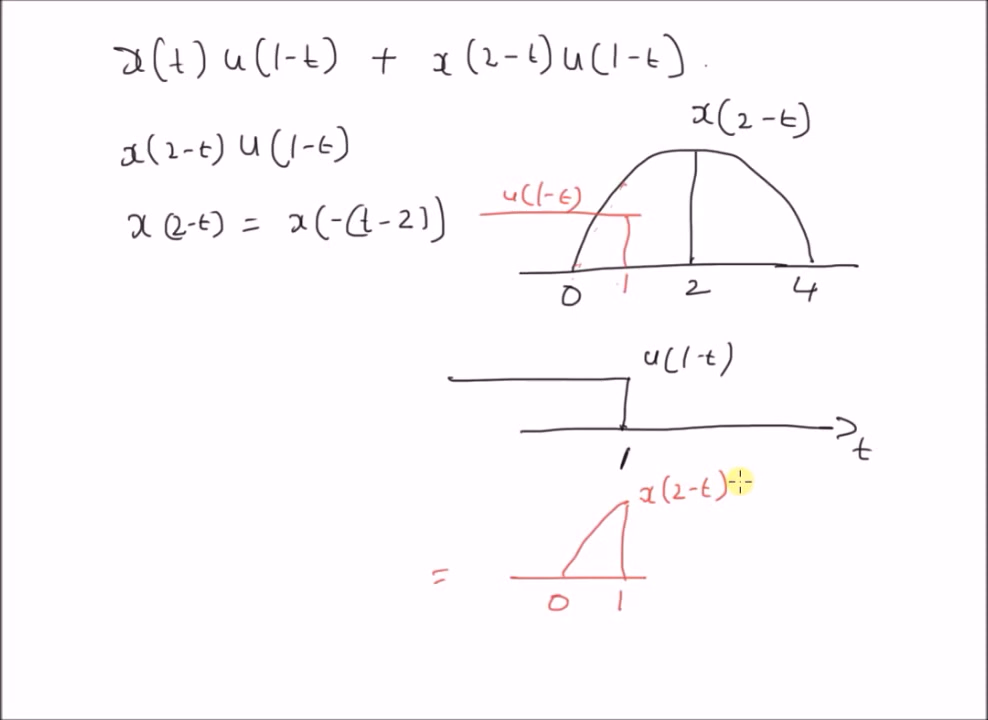 x(t) u(1-t) + x(2-t) u(1-t).
x(2-t)
x(2-t) u(1-t)
u(1-t)
x(2-t) = x(-(t-2))
0 1 2 4
u(1-t)
t
1
x(2-t)
=
0 1